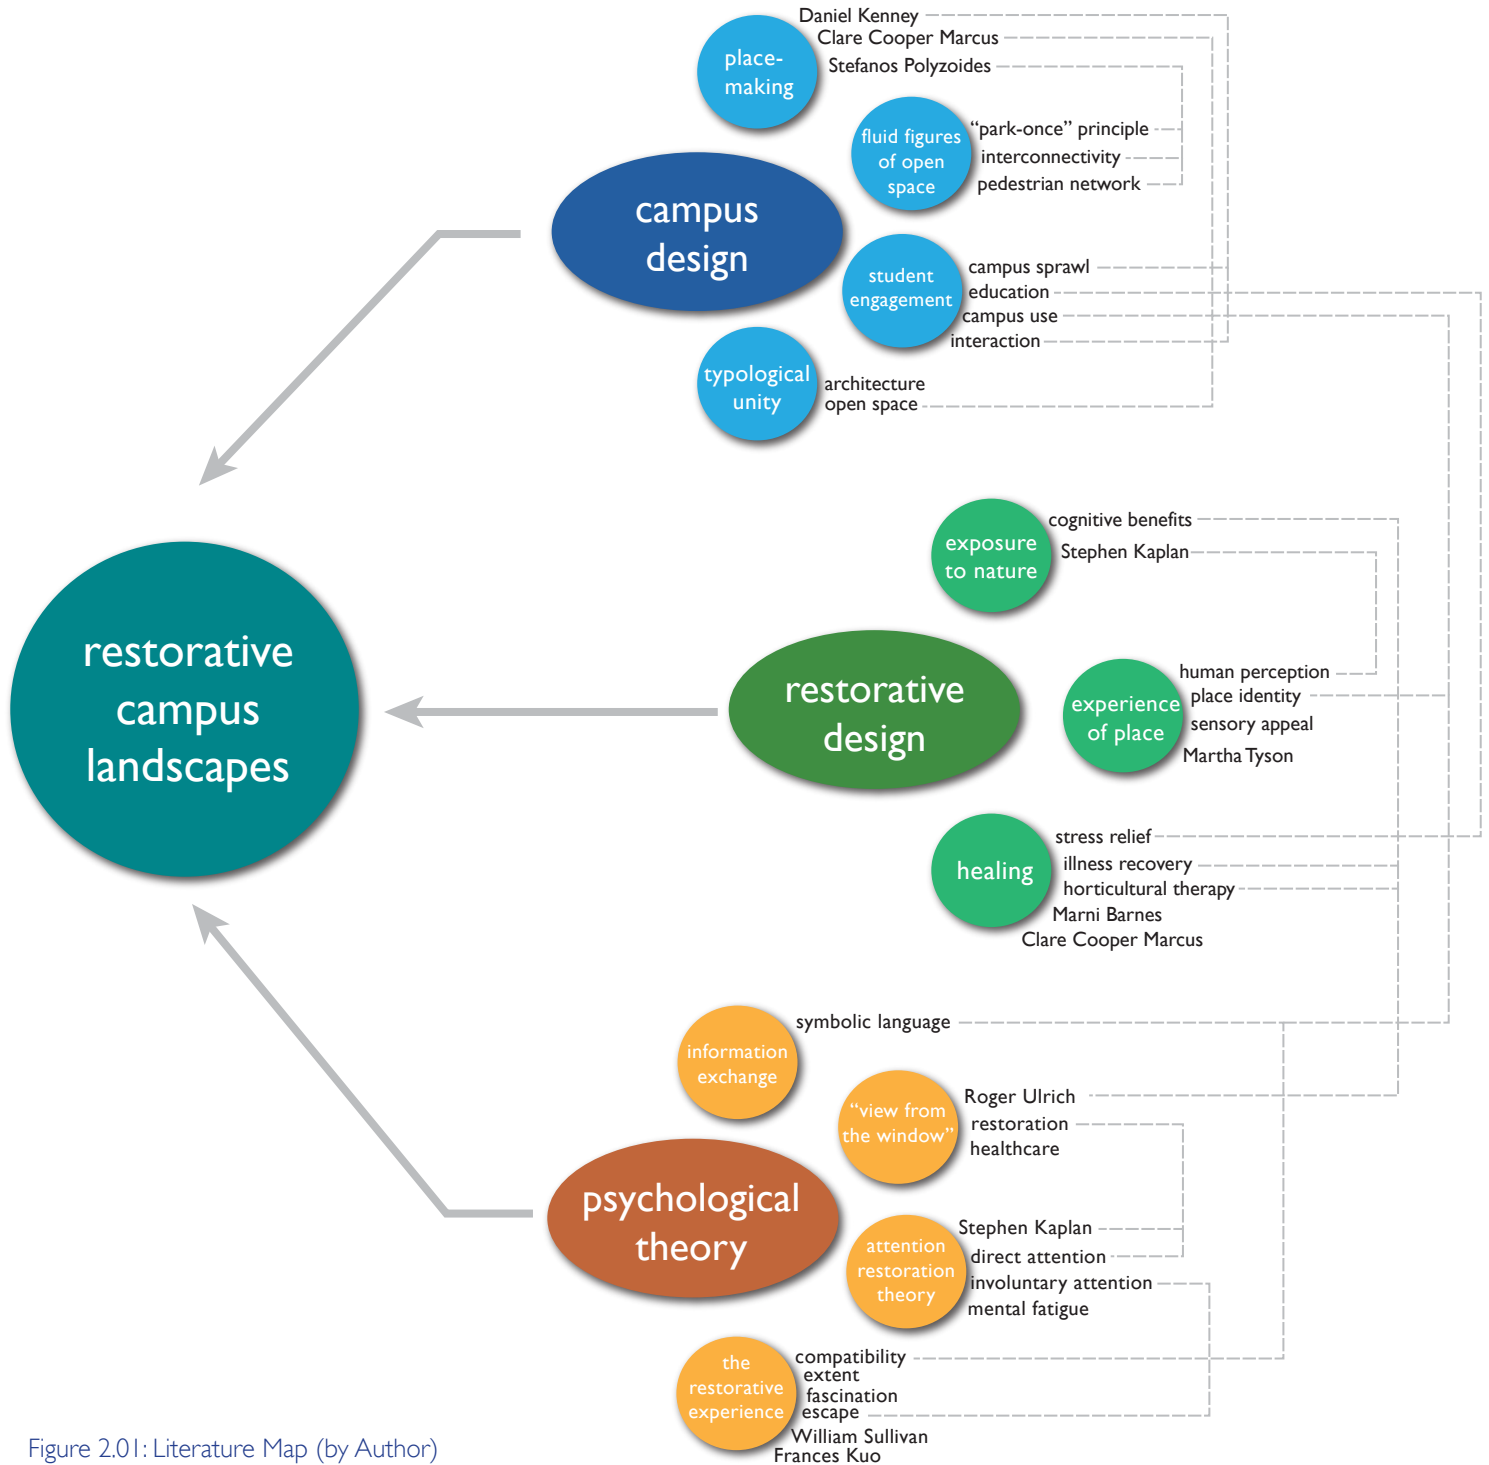 Daniel Kenney
Clare Cooper Marcus
Stefanos Polyzoides
place-
making
fluid figures
of open
space
“park-once” principle
interconnectivity
pedestrian network
campus
design
student
engagement
campus sprawl
education
campus use
interaction
typological
unity
architecture
open space
exposure
to nature
cognitive benefits
Stephen Kaplan
restorative
campus
landscapes
restorative
design
experience
of place
human perception
place identity
sensory appeal
Martha Tyson
healing
stress relief
illness recovery
horticultural therapy
Marni Barnes
Clare Cooper Marcus
information
exchange
symbolic language
“view from
the window”
Roger Ulrich
restoration
healthcare
psychological
theory
attention
restoration
theory
Stephen Kaplan
direct attention
involuntary attention
mental fatigue
the
restorative
experience
compatibility
extent
fascination
escape
William Sullivan
Frances Kuo
Figure 2.01: Literature Map (by Author)